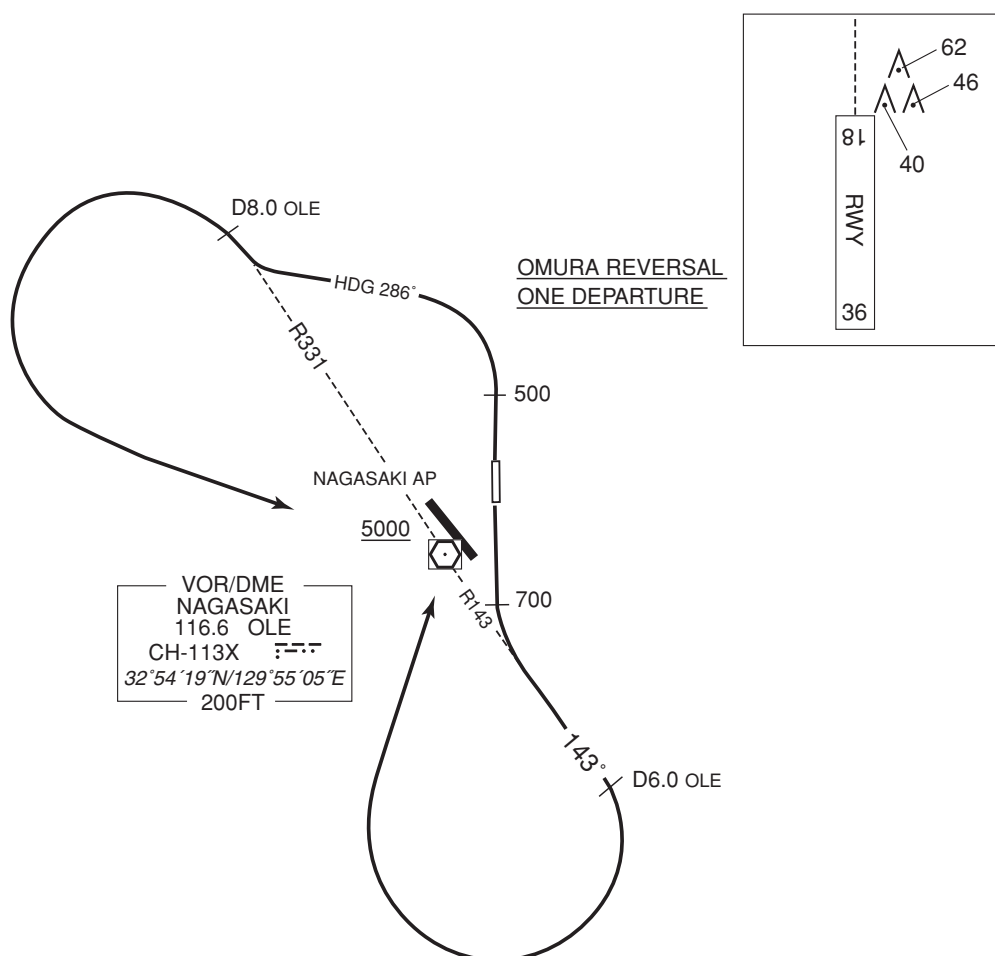 62
46
40
18
RWY
36
D8.0 OLE
OMURA REVERSAL
ONE DEPARTURE
HDG 286°
R331
500
NAGASAKI AP
5000
VOR/DME
NAGASAKI
116.6 OLE
CH-113X
32°54´19˝N/129°55´05˝E
200FT
700
R143
143°
D6.0 OLE